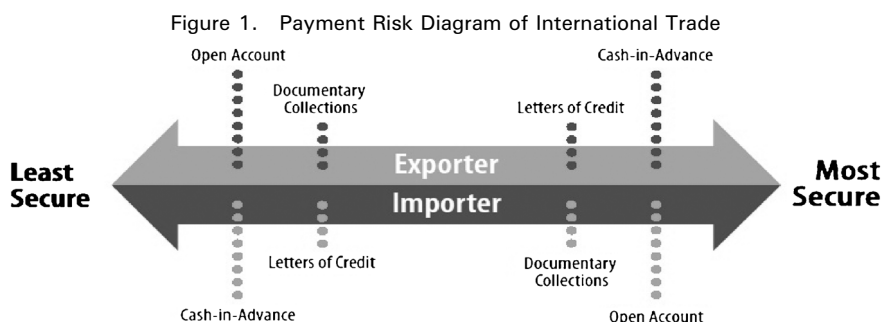 Figure 1. Payment Risk Diagram of International Trade
Open Account
Cash-in-Advance
Documentary
Collections
Letters of Credit
Least
Secure
Exporter
Importer
Most
Secure
Letters of Credit
Documentary
Collections
Cash-in-Advance
Open Account